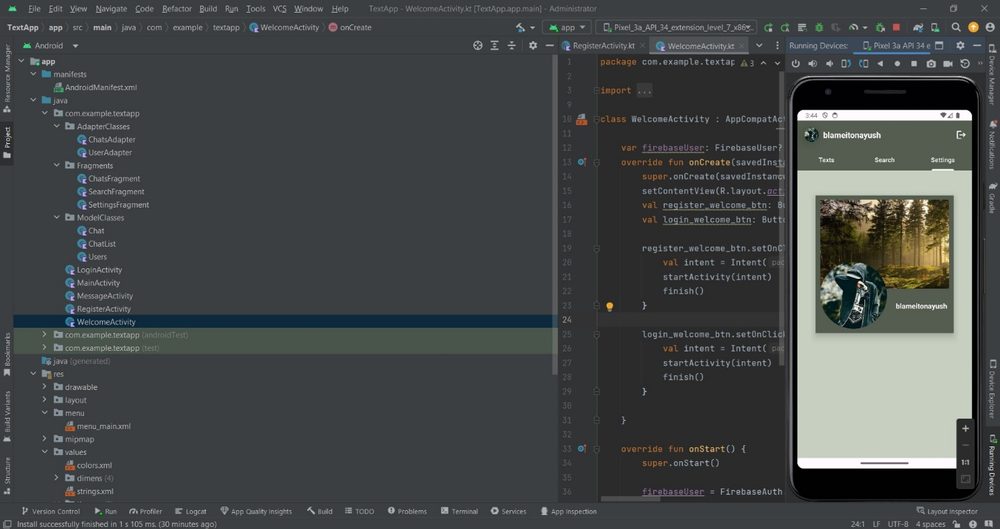 File Edit View Navigate Code Refactor Build Run Tools VCS Window Help TextApp - WelcomeActivity.kt [TextApp.app.main] - Administrator
TextApp app src main java com example textapp WelcomeActivity onCreate app Pixel_3a_API_34_extension_level_7_x86_
Android
app
manifests
AndroidManifest.xml
java
com.example.textapp
AdapterClasses
ChatsAdapter
UserAdapter
Fragments
ChatsFragment
SearchFragment
SettingsFragment
ModelClasses
Chat
ChatList
Users
LoginActivity
MainActivity
MessageActivity
RegisterActivity
WelcomeActivity
com.example.textapp (androidTest)
com.example.textapp (test)
java (generated)
res
drawable
layout
menu
menu_main.xml
mipmap
values
colors.xml
dimens (4)
strings.xml
Resource Manager
Project
Bookmarks
Build Variants
Structure
RegisterActivity.kt WelcomeActivity.kt
1 package com.example.textapp 3
2
3 import ...
9
10 class WelcomeActivity : AppCompatAct
11
12 var firebaseUser: FirebaseUser?
13 override fun onCreate(savedInsta
14 super.onCreate(savedInstanc
15 setContentView(R.layout.acti
16 val register_welcome_btn: Bu
17 val login_welcome_btn: Butto
18
19 register_welcome_btn.setOnCl
20 val intent = Intent( pac
21 startActivity(intent)
22 finish()
23 }
24
25 login_welcome_btn.setOnClick
26 val intent = Intent( pac
27 startActivity(intent)
28 finish()
29 }
30
31 }
32
33 override fun onStart() {
34 super.onStart()
35
36 firebaseUser = FirebaseAuth.
Running Devices: Pixel 3a API 34 e
3:44
blameitonayush
Texts Search Settings
blameitonayush
1:1
Device Manager
Notifications
Gradle
Device Explorer
Running Devices
Version Control Run Profiler Logcat App Quality Insights Build TODO Problems Terminal Services App Inspection Layout Inspector
Install successfully finished in 1 s 105 ms. (30 minutes ago) 24:1 LF UTF-8 4 spaces